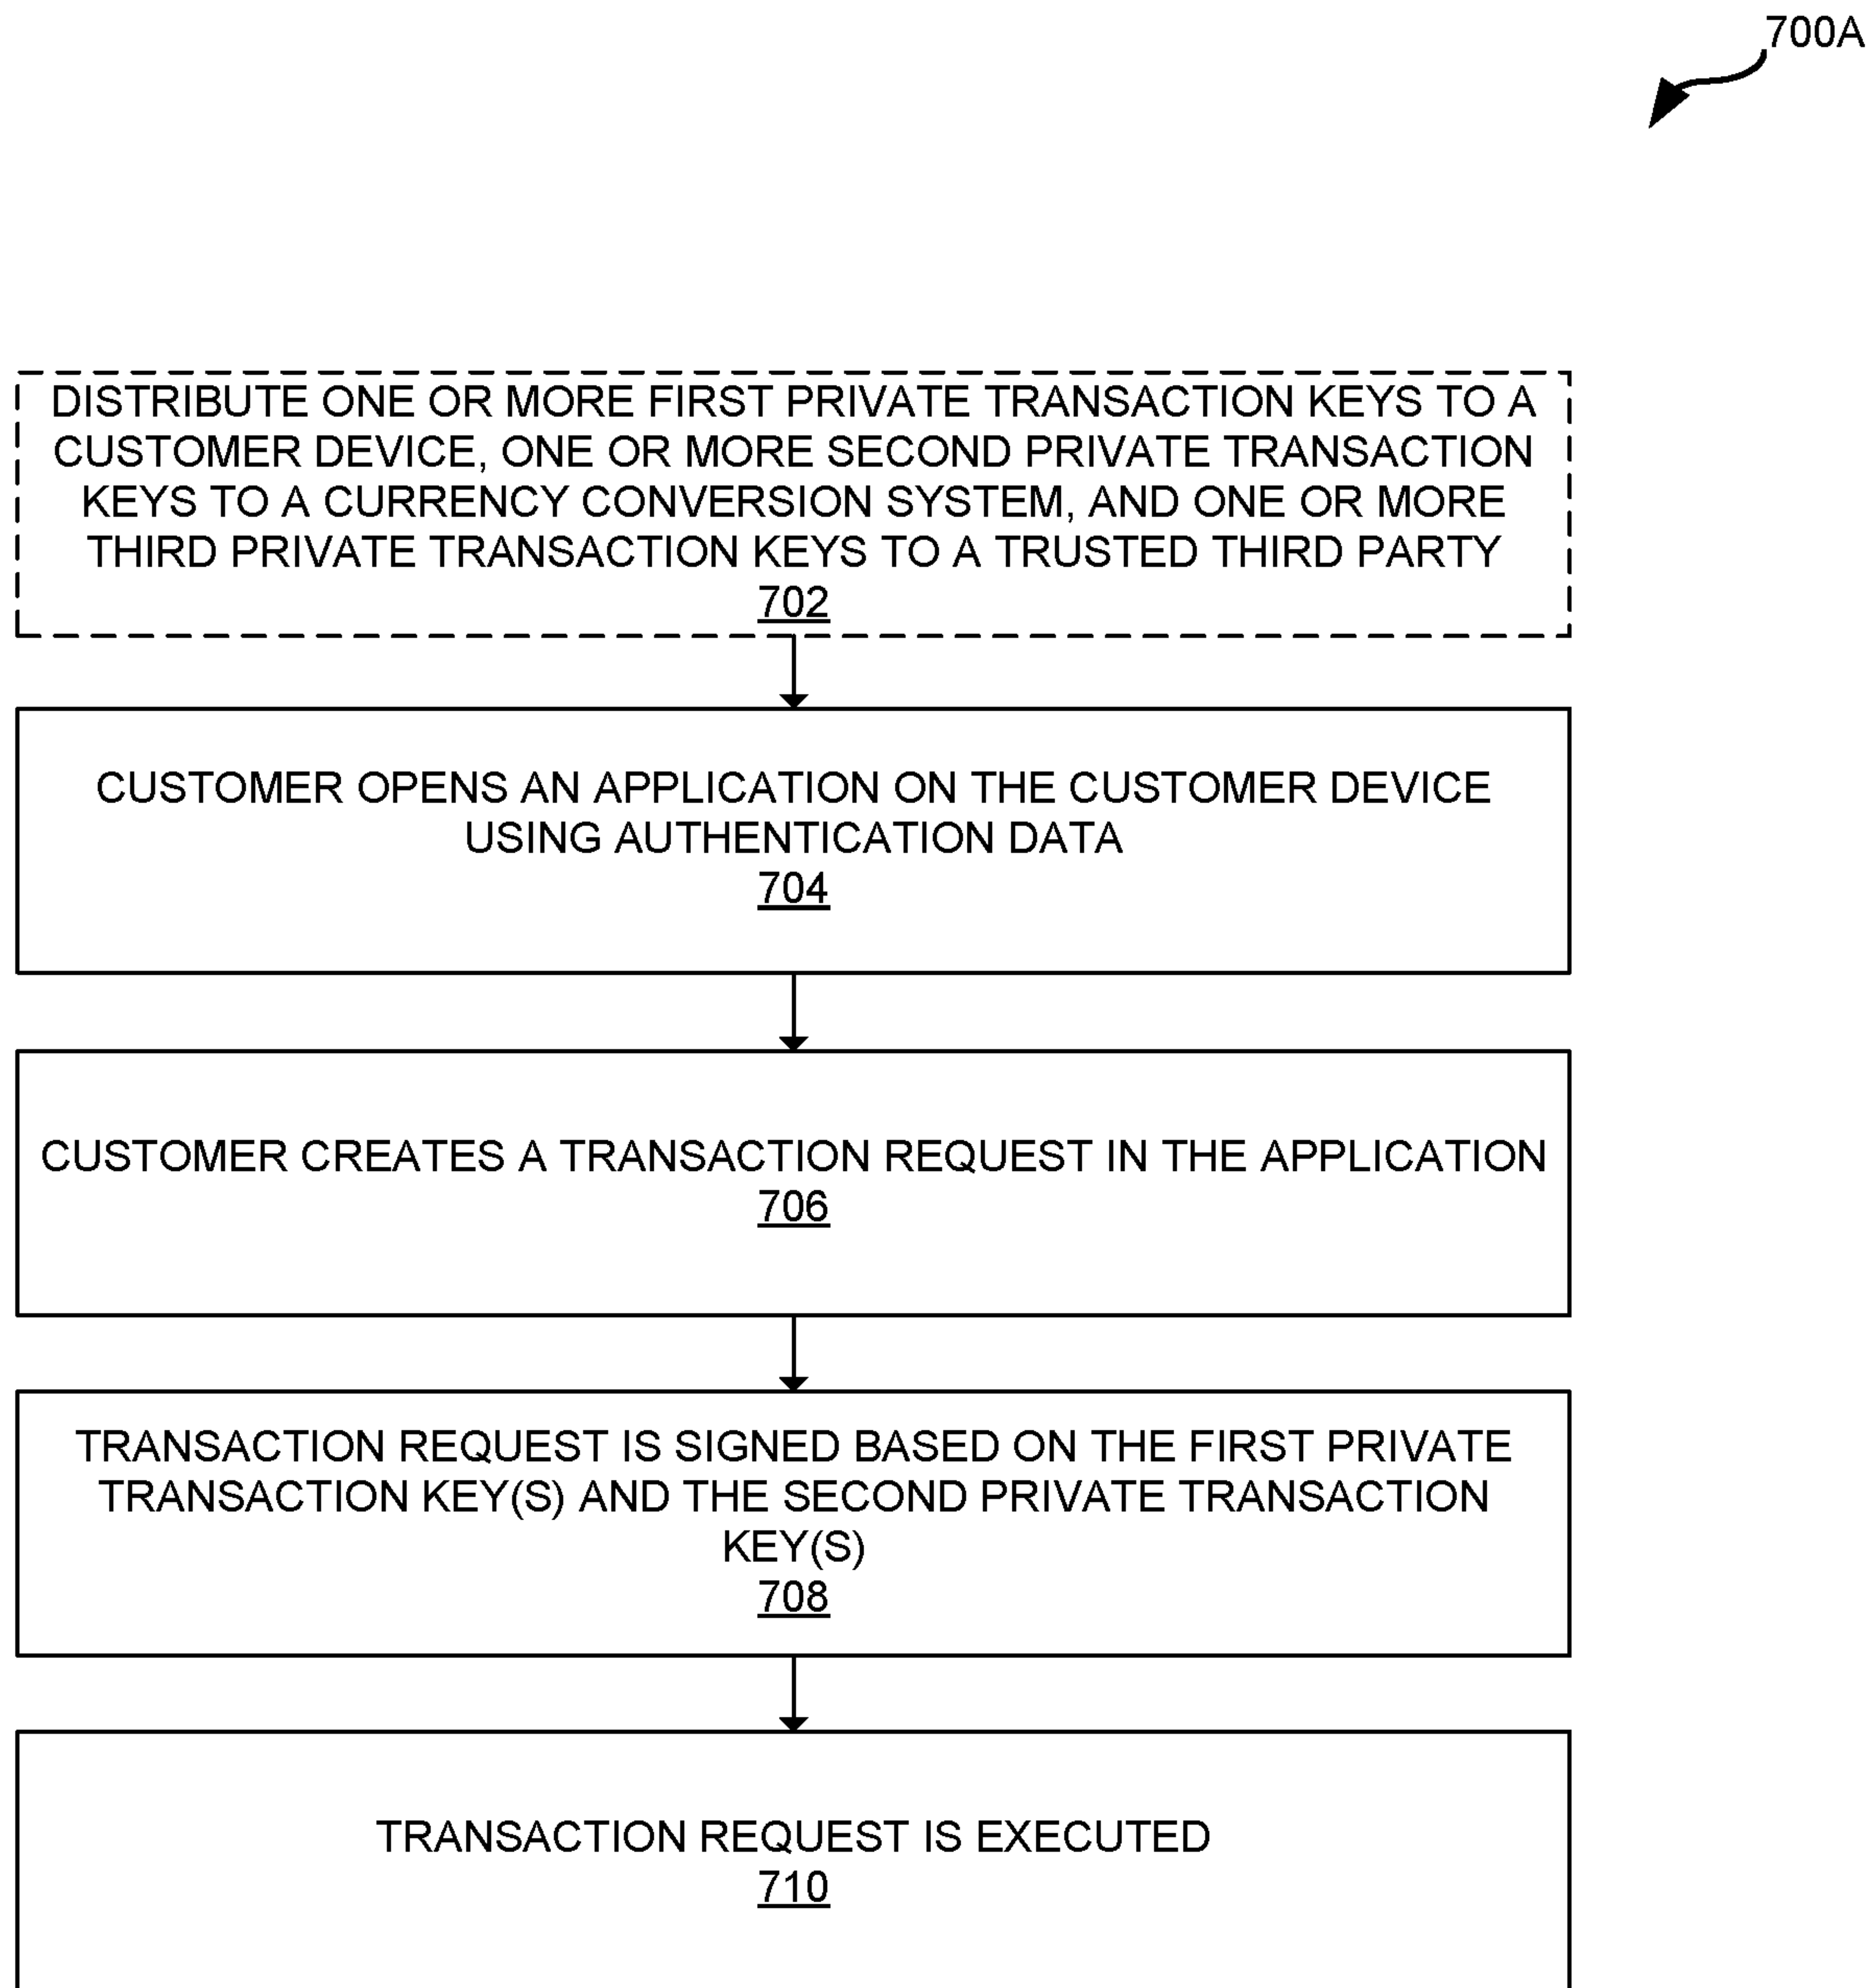 700A
DISTRIBUTE ONE OR MORE FIRST PRIVATE TRANSACTION KEYS TO A
CUSTOMER DEVICE, ONE OR MORE SECOND PRIVATE TRANSACTION
KEYS TO A CURRENCY CONVERSION SYSTEM, AND ONE OR MORE
THIRD PRIVATE TRANSACTION KEYS TO A TRUSTED THIRD PARTY
702
CUSTOMER OPENS AN APPLICATION ON THE CUSTOMER DEVICE
USING AUTHENTICATION DATA
704
CUSTOMER CREATES A TRANSACTION REQUEST IN THE APPLICATION
706
TRANSACTION REQUEST IS SIGNED BASED ON THE FIRST PRIVATE
TRANSACTION KEY(S) AND THE SECOND PRIVATE TRANSACTION
KEY(S)
708
TRANSACTION REQUEST IS EXECUTED
710